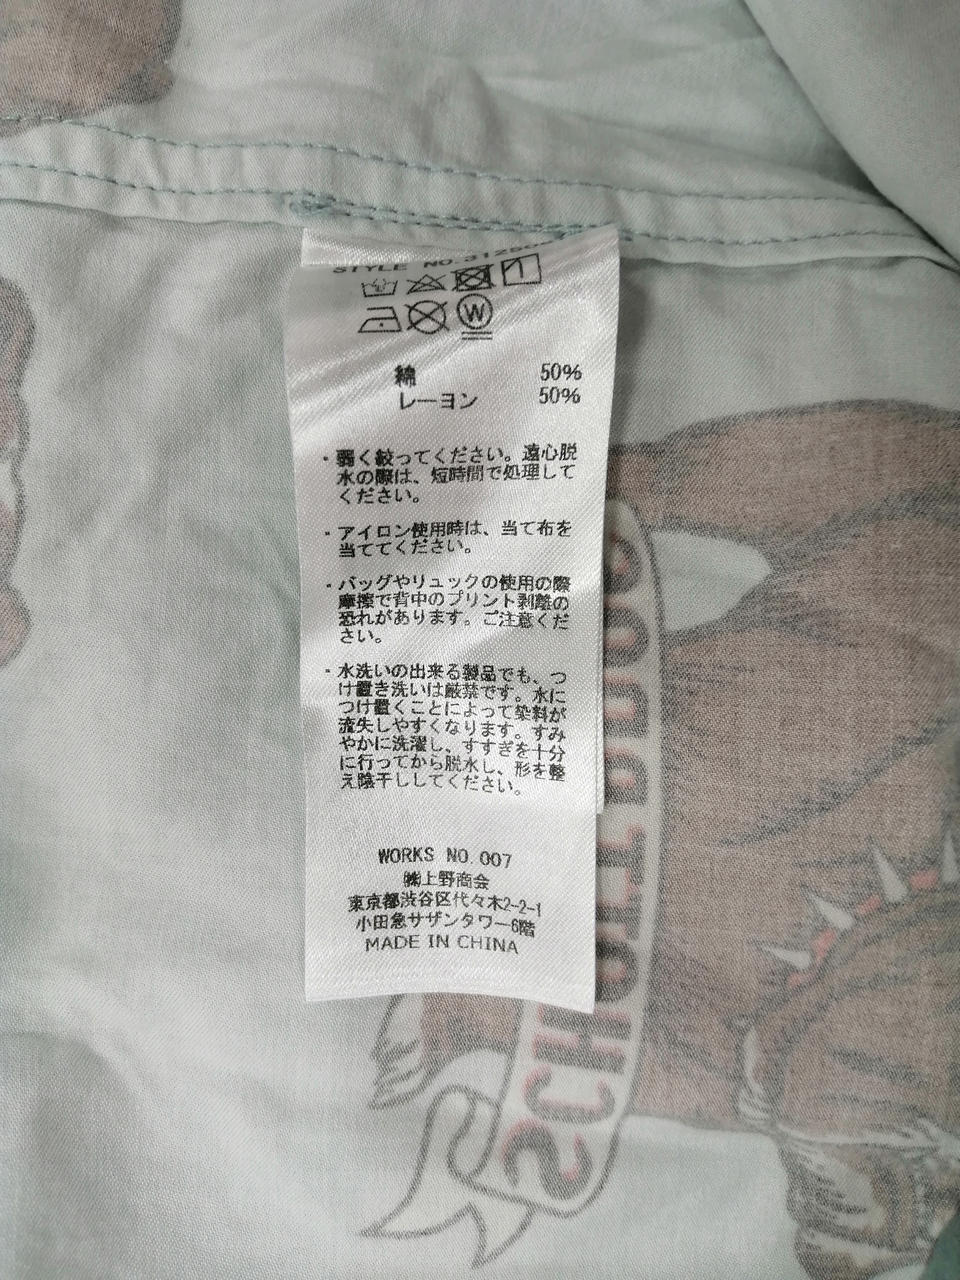 STYLE NO.
W
綿 50%
レーヨン 50%
・弱く絞ってください。遠心脱
水の際は、短時間で処理して
ください。
・アイロン使用時は、当て布を
当ててください。
・バッグやリュックの使用の際
摩擦で背中のプリント剥離の
恐れがあります。ご注意くだ
さい。
・水洗いの出来る製品でも、つ
け置き洗いは厳禁です。水に
つけ置くことによって染料が
流失しやすくなります。すみ
やかに洗濯し、すすぎを十分
に行ってから脱水し、形を整
え陰干ししてください。
WORKS NO.007
㈱上野商会
東京都渋谷区代々木2-2-1
小田急サザンタワー6階
MADE IN CHINA
SCHOTT BULLDOG